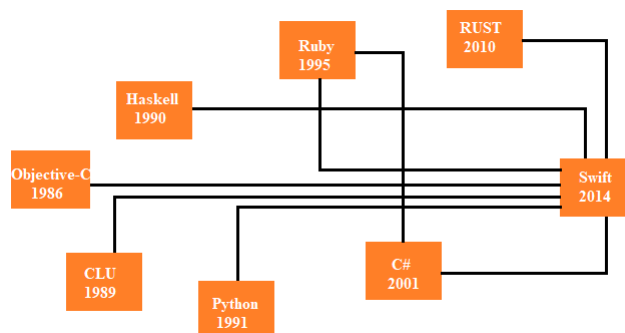 Ruby
1995
RUST
2010
Haskell
1990
Objective-C
1986
Swift
2014
CLU
1989
C#
2001
Python
1991